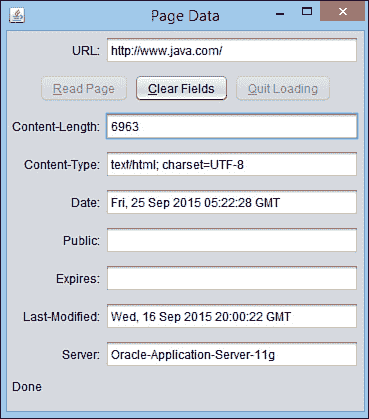 Page Data
URL: http://www.java.com/
Read Page Clear Fields Quit Loading
Content-Length: 6963
Content-Type: text/html; charset=UTF-8
Date: Fri, 25 Sep 2015 05:22:28 GMT
Public:
Expires:
Last-Modified: Wed, 16 Sep 2015 20:00:22 GMT
Server: Oracle-Application-Server-11g
Done